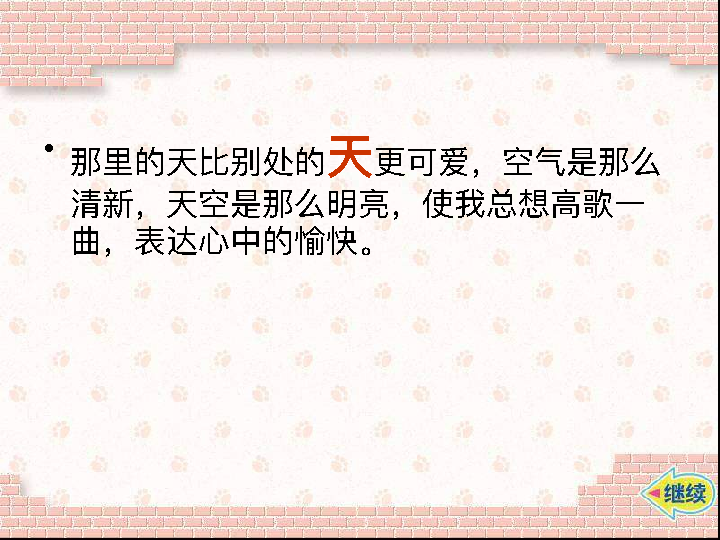 • 那里的天比别处的天更可爱，空气是那么
清新，天空是那么明亮，使我总想高歌一
曲，表达心中的愉快。
继续